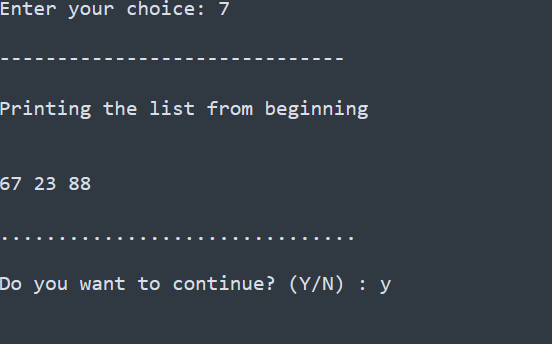 Enter your choice: 7
------------------------------
Printing the list from beginning
67 23 88
...............................
Do you want to continue? (Y/N) : y